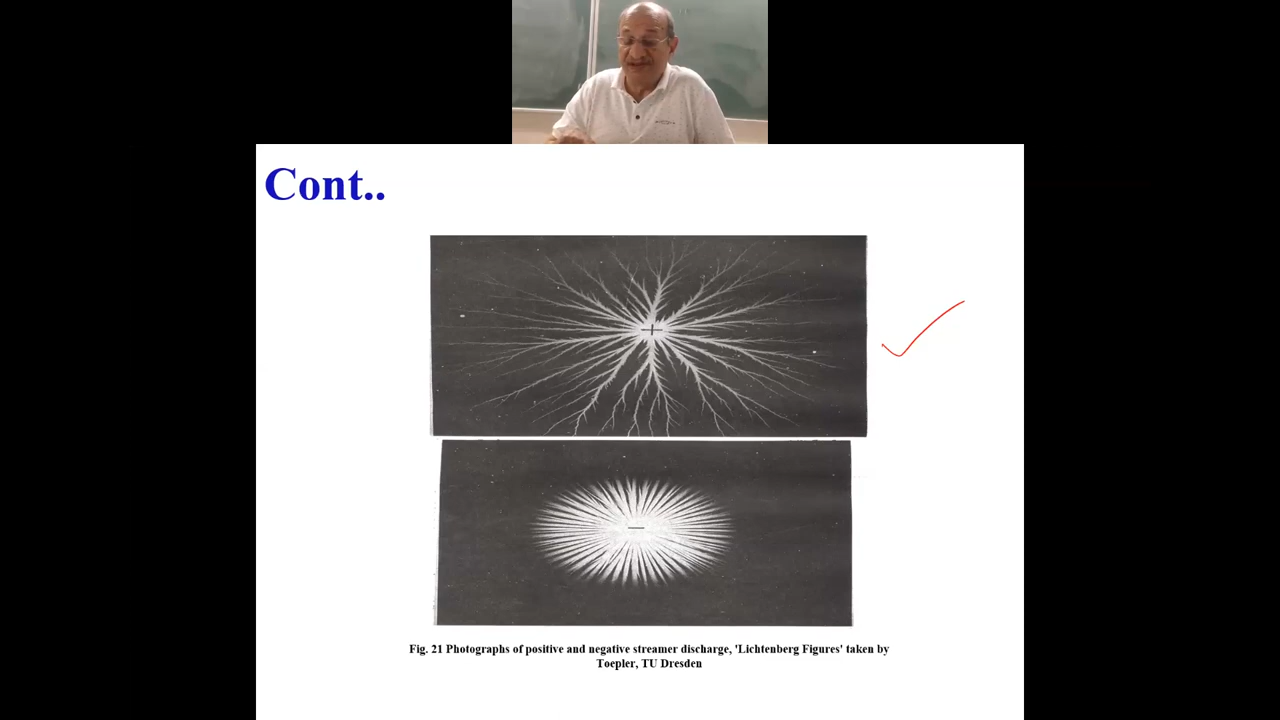 Cont..
+
—
Fig. 21 Photographs of positive and negative streamer discharge, 'Lichtenberg Figures' taken by
Toepler, TU Dresden